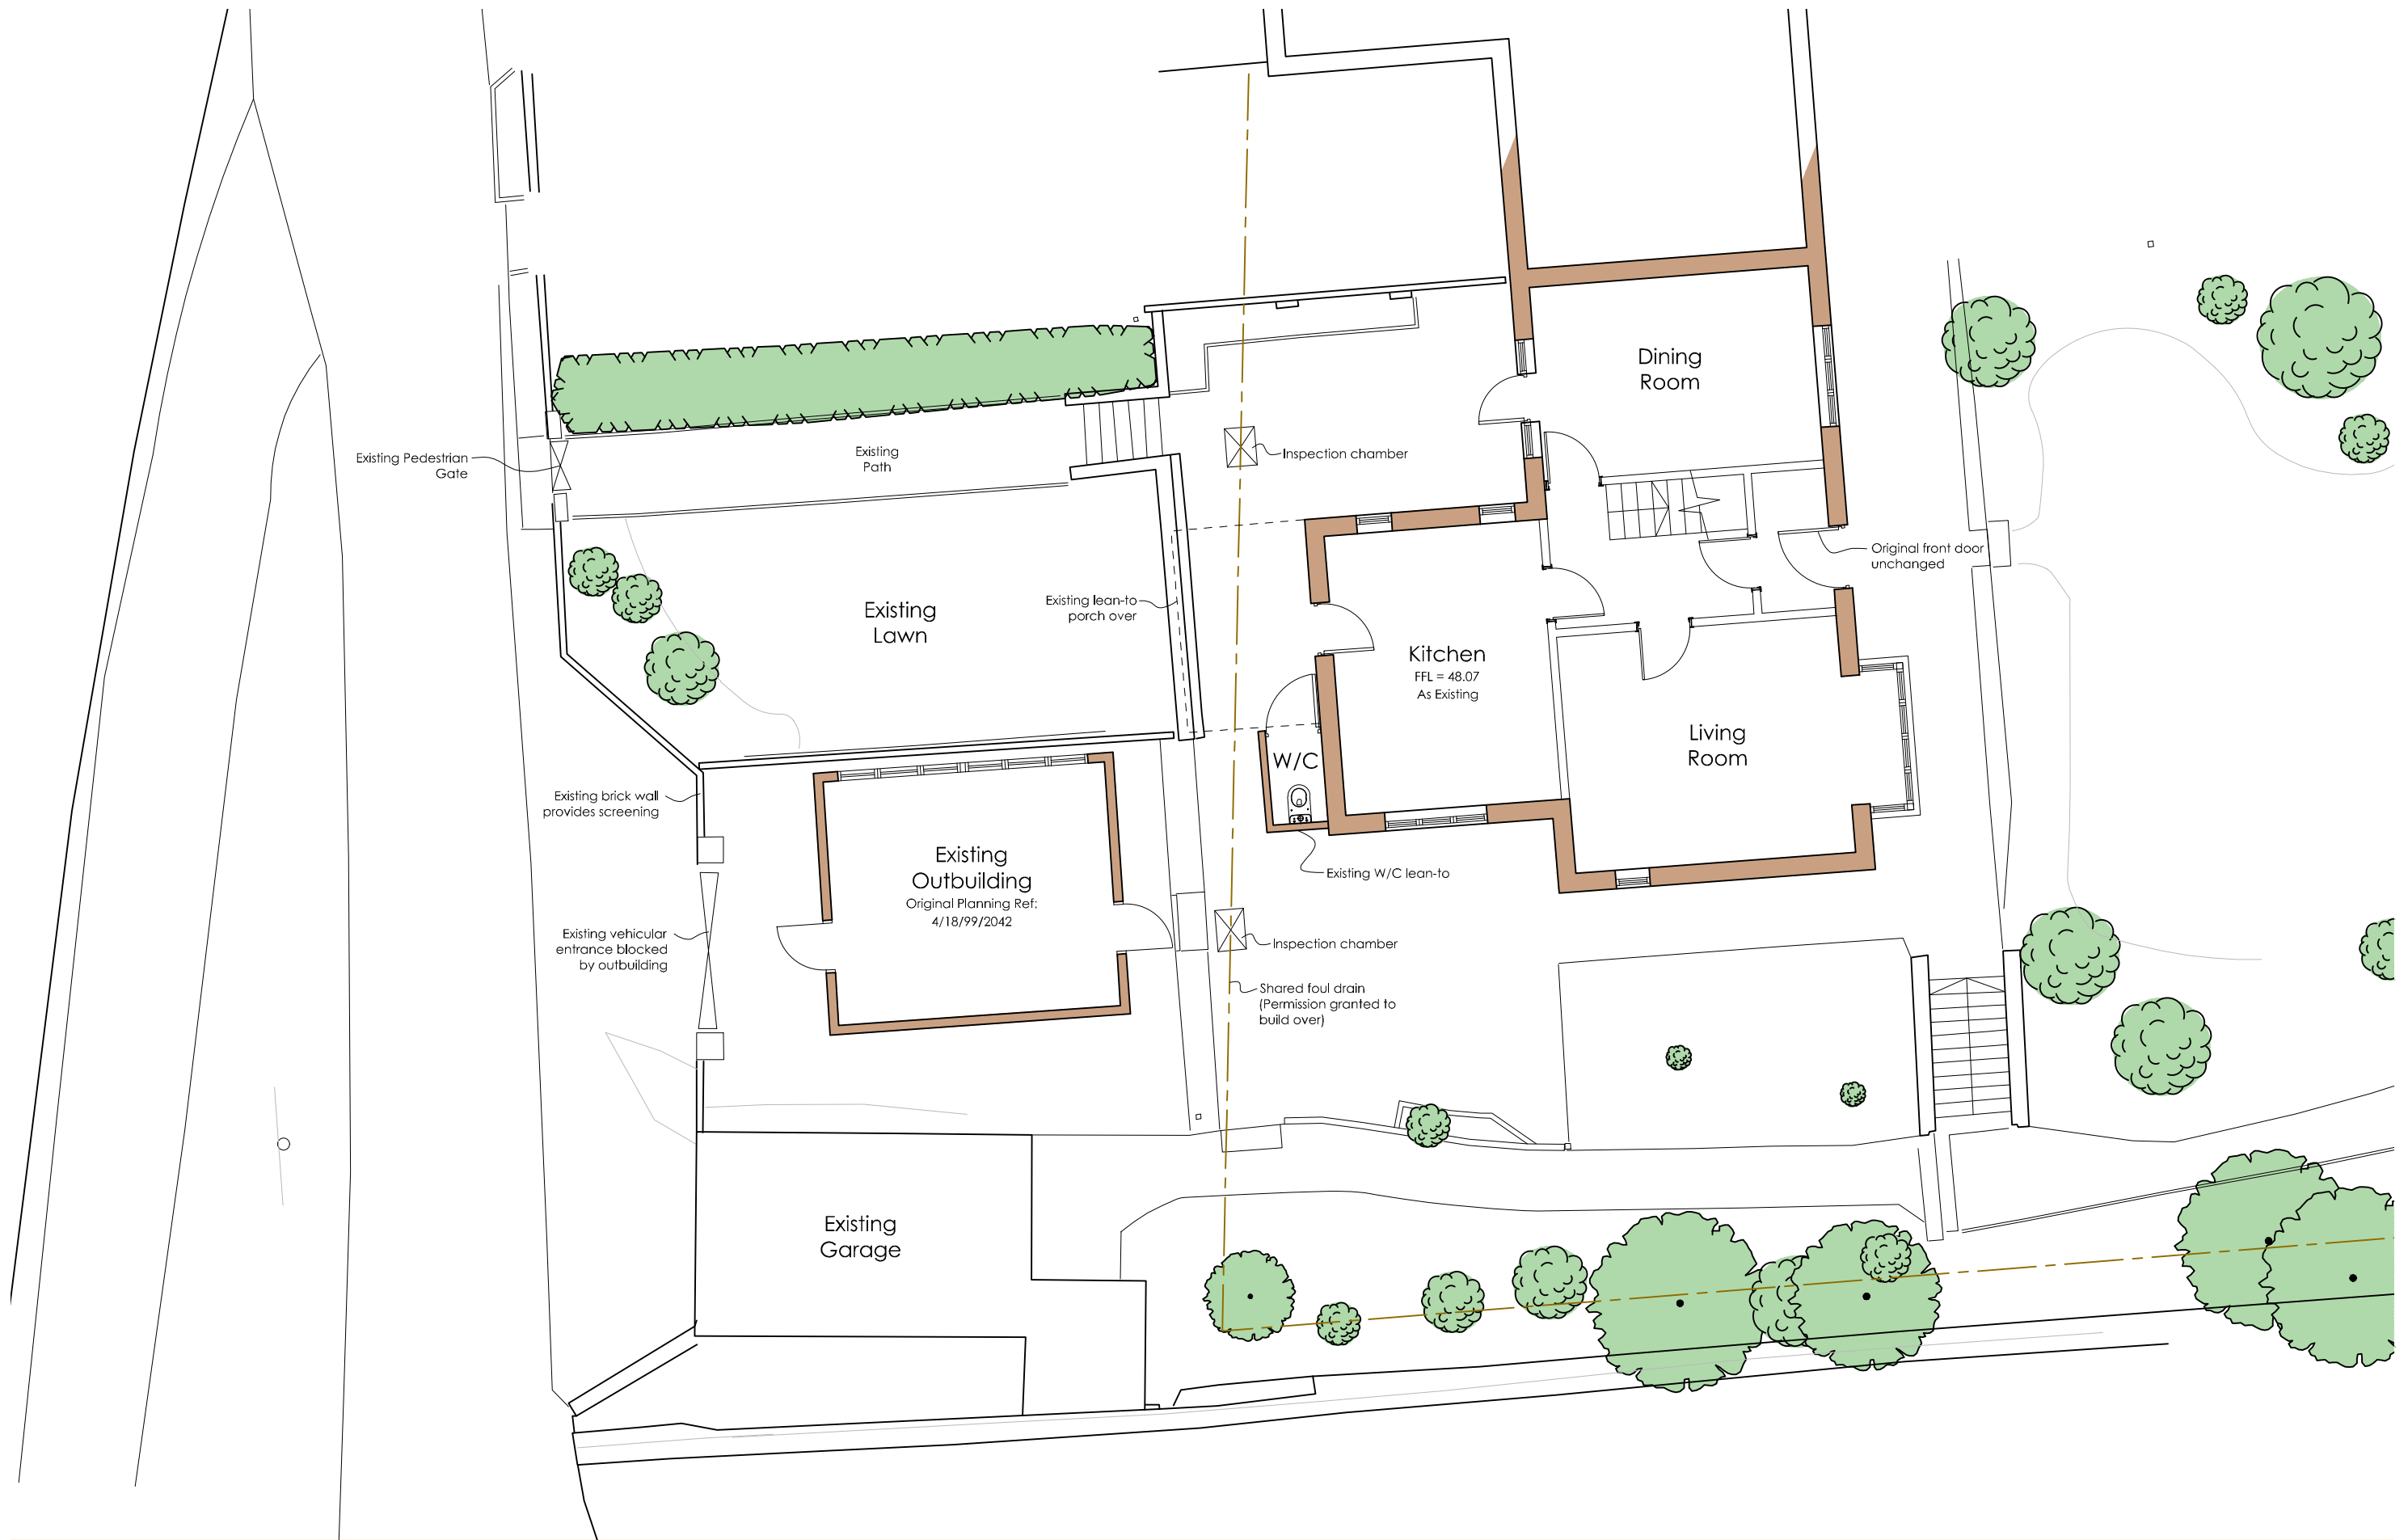 Dining
Room
Existing Pedestrian
Gate
Existing
Path
Inspection chamber
Original front door
unchanged
Existing lean-to
porch over
Existing
Lawn
Kitchen
FFL = 48.07
As Existing
Living
Room
W/C
Existing brick wall
provides screening
Existing
Outbuilding
Original Planning Ref:
4/18/99/2042
Existing W/C lean-to
Existing vehicular
entrance blocked
by outbuilding
Inspection chamber
Shared foul drain
(Permission granted to
build over)
Existing
Garage